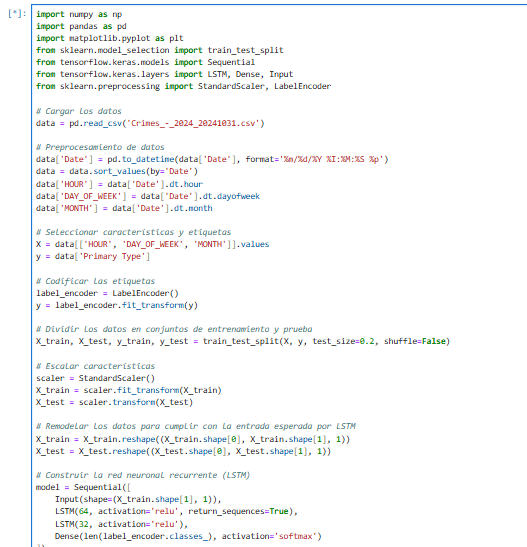 [*]:
import numpy as np
import pandas as pd
import matplotlib.pyplot as plt
from sklearn.model_selection import train_test_split
from tensorflow.keras.models import Sequential
from tensorflow.keras.layers import LSTM, Dense, Input
from sklearn.preprocessing import StandardScaler, LabelEncoder

# Cargar los datos
data = pd.read_csv('Crimes_-_2024_20241031.csv')

# Preprocesamiento de datos
data['Date'] = pd.to_datetime(data['Date'], format='%m/%d/%Y %I:%M:%S %p')
data = data.sort_values(by='Date')
data['HOUR'] = data['Date'].dt.hour
data['DAY_OF_WEEK'] = data['Date'].dt.dayofweek
data['MONTH'] = data['Date'].dt.month

# Seleccionar características y etiquetas
X = data[['HOUR', 'DAY_OF_WEEK', 'MONTH']].values
y = data['Primary Type']

# Codificar las etiquetas
label_encoder = LabelEncoder()
y = label_encoder.fit_transform(y)

# Dividir los datos en conjuntos de entrenamiento y prueba
X_train, X_test, y_train, y_test = train_test_split(X, y, test_size=0.2, shuffle=False)

# Escalar características
scaler = StandardScaler()
X_train = scaler.fit_transform(X_train)
X_test = scaler.transform(X_test)

# Remodelar los datos para cumplir con la entrada esperada por LSTM
X_train = X_train.reshape((X_train.shape[0], X_train.shape[1], 1))
X_test = X_test.reshape((X_test.shape[0], X_test.shape[1], 1))

# Construir la red neuronal recurrente (LSTM)
model = Sequential([
    Input(shape=(X_train.shape[1], 1)),
    LSTM(64, activation='relu', return_sequences=True),
    LSTM(32, activation='relu'),
    Dense(len(label_encoder.classes_), activation='softmax')